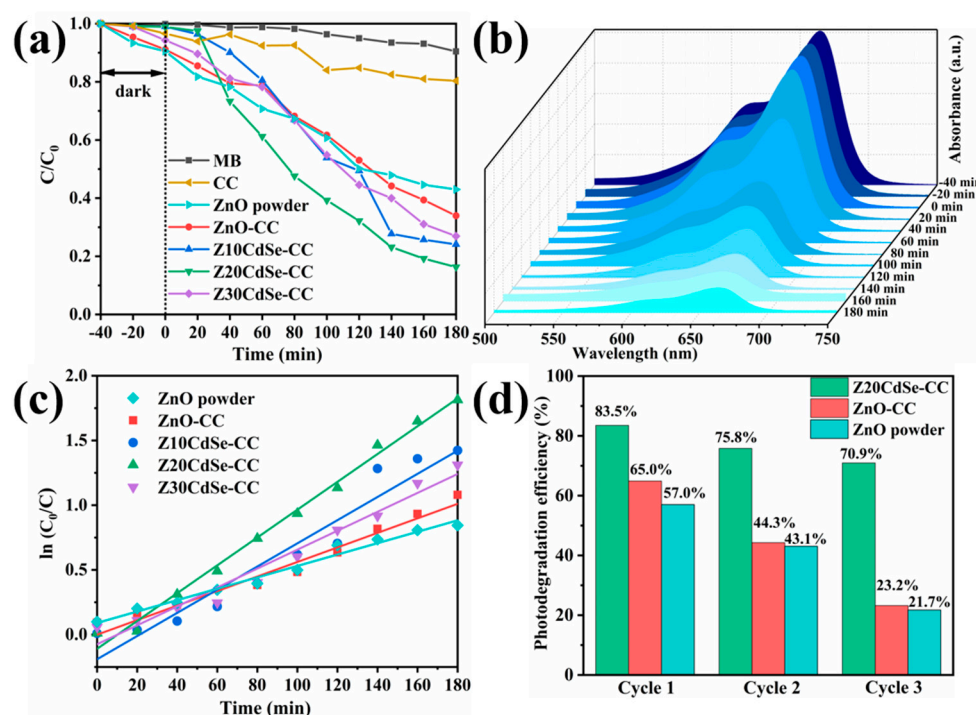 (a)
1.0
0.8
0.6
0.4
0.2
0.0
C/C0
dark
MB
CC
ZnO powder
ZnO-CC
Z10CdSe-CC
Z20CdSe-CC
Z30CdSe-CC
-40 -20 0 20 40 60 80 100 120 140 160 180
Time (min)
(b)
Absorbance (a.u.)
-40 min
-20 min
0 min
20 min
40 min
60 min
80 min
100 min
120 min
140 min
160 min
180 min
500 550 600 650 700 750
Wavelength (nm)
(c)
2.0
1.5
1.0
0.5
0.0
ln (C0/C)
ZnO powder
ZnO-CC
Z10CdSe-CC
Z20CdSe-CC
Z30CdSe-CC
0 20 40 60 80 100 120 140 160 180
Time (min)
(d)
100
80
60
40
20
0
Photodegradation efficiency (%)
Z20CdSe-CC
ZnO-CC
ZnO powder
83.5%
65.0%
57.0%
75.8%
44.3%
43.1%
70.9%
23.2%
21.7%
Cycle 1 Cycle 2 Cycle 3